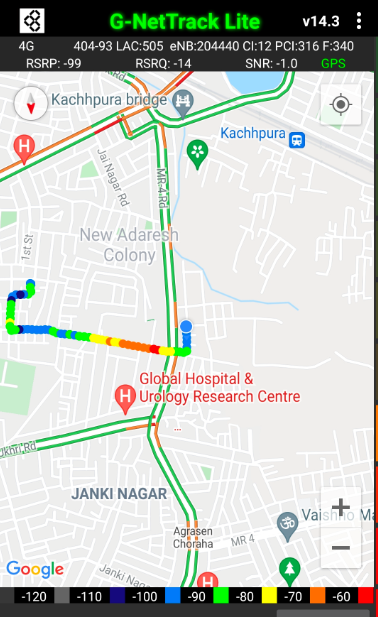 G-NetTrack Lite v14.3
4G 404-93 LAC:505 eNB:204440 CI:12 PCI:316 F:340
RSRP: -99 RSRQ: -14 SNR: -1.0 GPS
Kachhpura bridge
Kachhpura
H
Jai Nagar Rd
MR-4 Rd
1st St
New Adaresh
Colony
Global Hospital &
Urology Research Centre
H
...
Ukhri Rd
JANKI NAGAR
Agrasen
Choraha
MR 4
Vaishno Ma
+
−
Google
Janki Nagar
H
-120 -110 -100 -90 -80 -70 -60